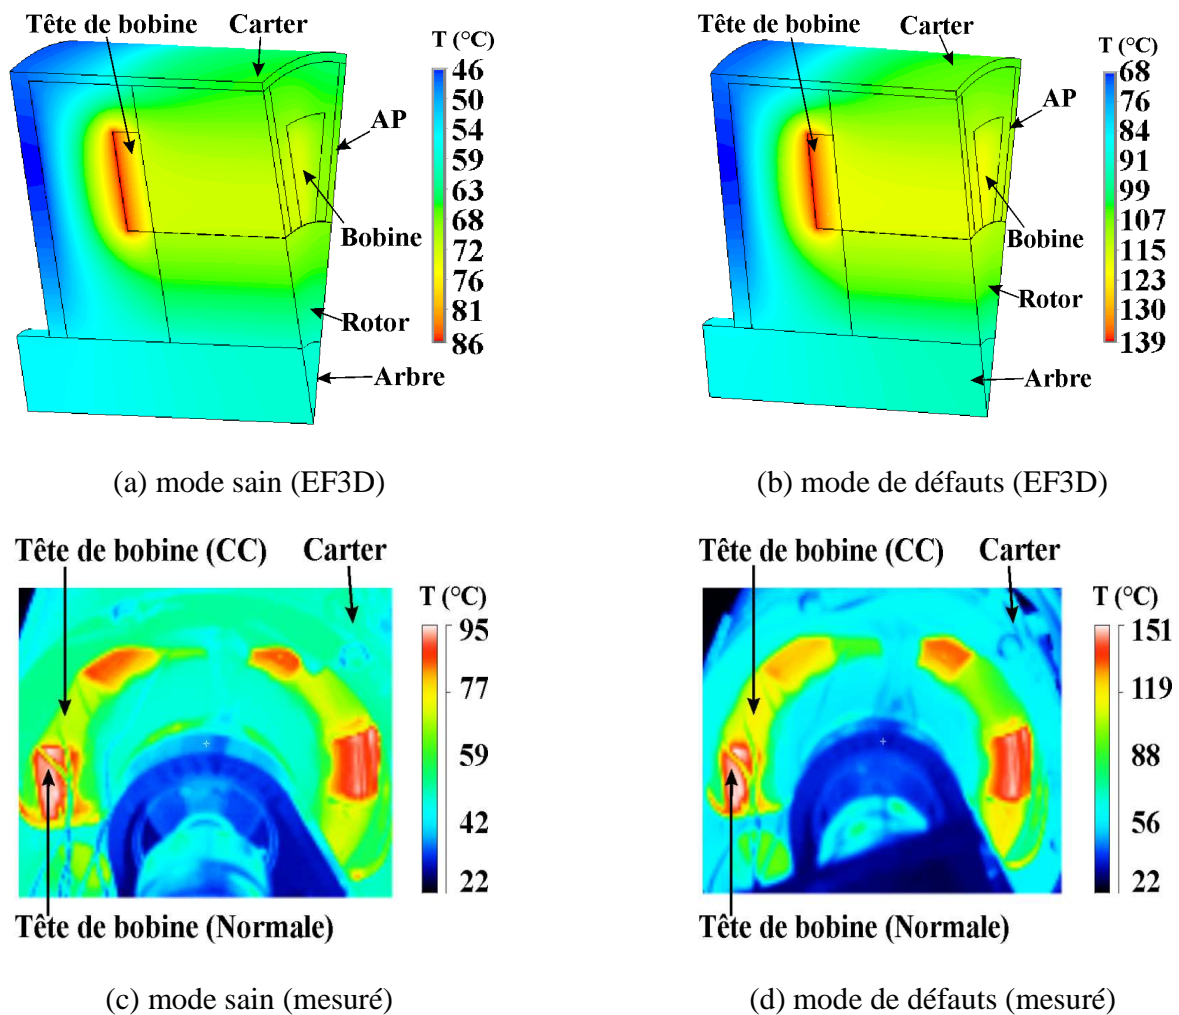 Tête de bobine
Carter
T (°C)
46
50
54
59
63
68
72
76
81
86
AP
Bobine
Rotor
Arbre
(a) mode sain (EF3D)
Tête de bobine
Carter
T (°C)
68
76
84
91
99
107
115
123
130
139
AP
Bobine
Rotor
Arbre
(b) mode de défauts (EF3D)
Tête de bobine (CC)
Carter
T (°C)
95
77
59
42
22
Tête de bobine (Normale)
(c) mode sain (mesuré)
Tête de bobine (CC)
Carter
T (°C)
151
119
88
56
22
Tête de bobine (Normale)
(d) mode de défauts (mesuré)